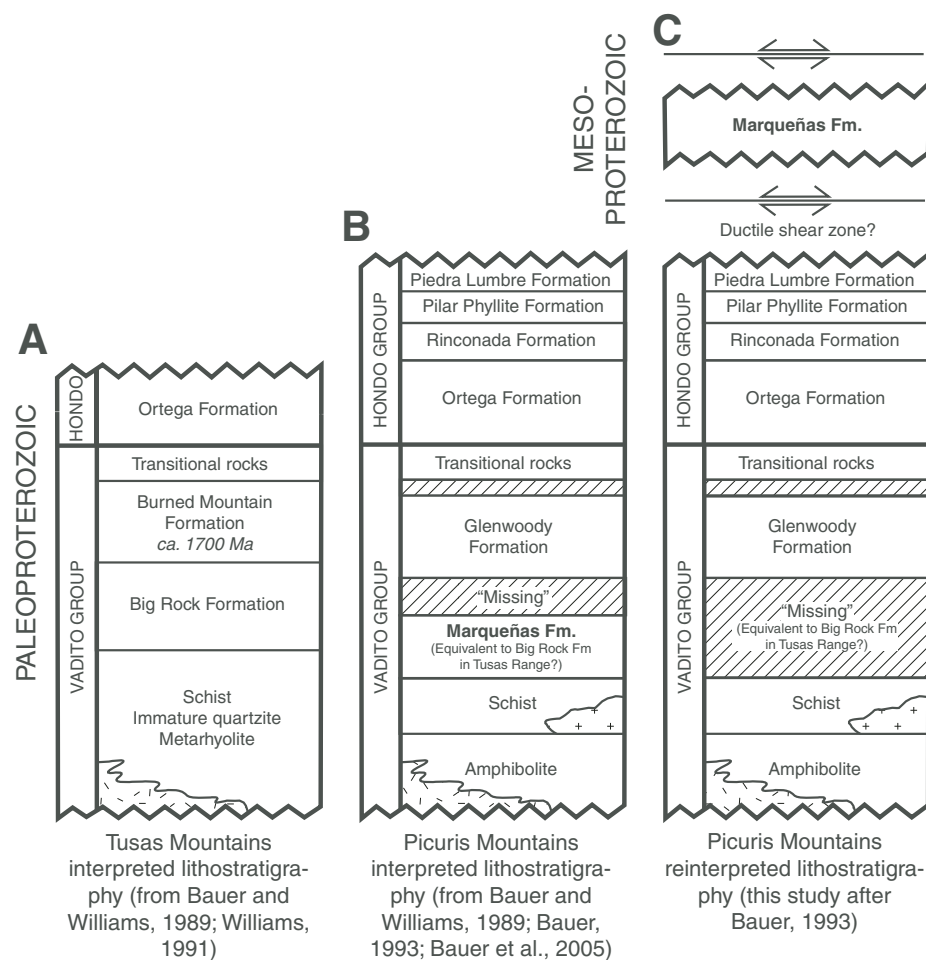 A
PALEOPROTEROZOIC
HONDO
Ortega Formation
VADITO GROUP
Transitional rocks
Burned Mountain
Formation
ca. 1700 Ma
Big Rock Formation
Schist
Immature quartzite
Metarhyolite
Tusas Mountains
interpreted lithostratigra-
phy (from Bauer and
Williams, 1989; Williams,
1991)
B
HONDO GROUP
Piedra Lumbre Formation
Pilar Phyllite Formation
Rinconada Formation
Ortega Formation
VADITO GROUP
Transitional rocks
Glenwoody
Formation
“Missing”
Marqueñas Fm.
(Equivalent to Big Rock Fm
in Tusas Range?)
Schist
Amphibolite
Picuris Mountains
interpreted lithostratigra-
phy (from Bauer and
Williams, 1989; Bauer,
1993; Bauer et al., 2005)
C
MESO-
PROTEROZOIC
Marqueñas Fm.
Ductile shear zone?
HONDO GROUP
Piedra Lumbre Formation
Pilar Phyllite Formation
Rinconada Formation
Ortega Formation
VADITO GROUP
Transitional rocks
Glenwoody
Formation
“Missing”
(Equivalent to Big Rock Fm
in Tusas Range?)
Schist
Amphibolite
Picuris Mountains
reinterpreted lithostratigra-
phy (this study after
Bauer, 1993)